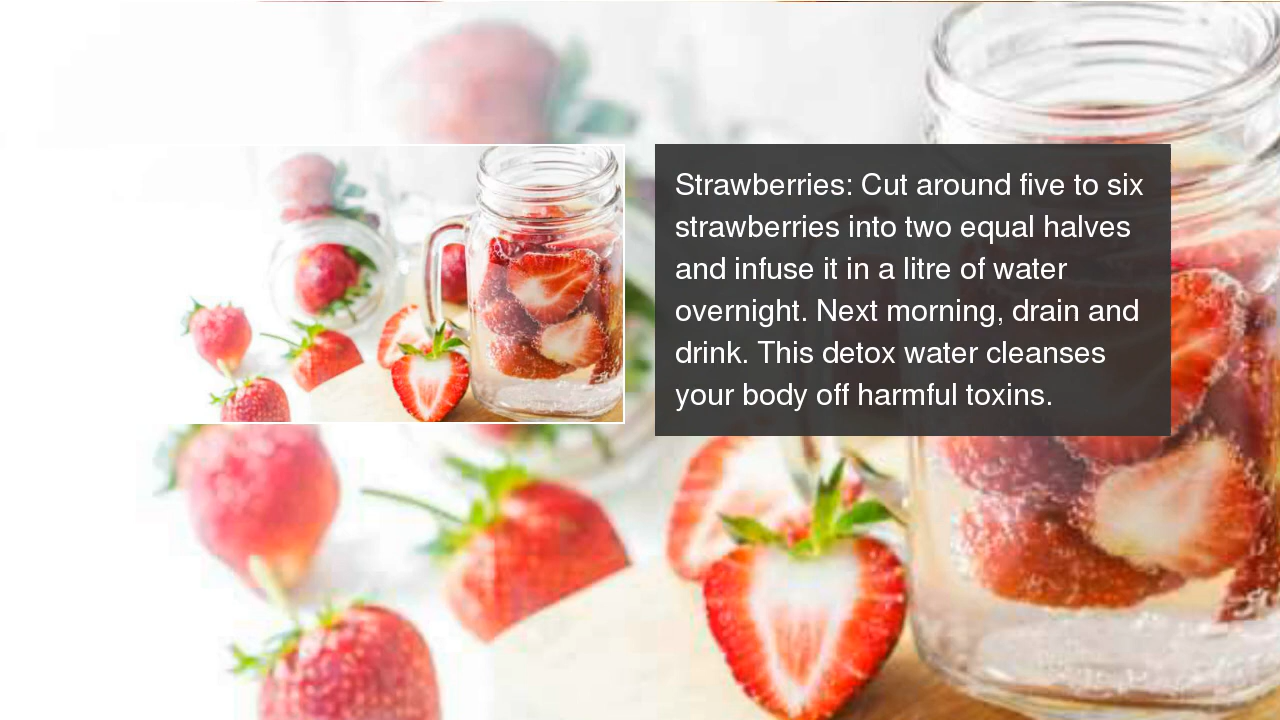 Strawberries: Cut around five to six
strawberries into two equal halves
and infuse it in a litre of water
overnight. Next morning, drain and
drink. This detox water cleanses
your body off harmful toxins.